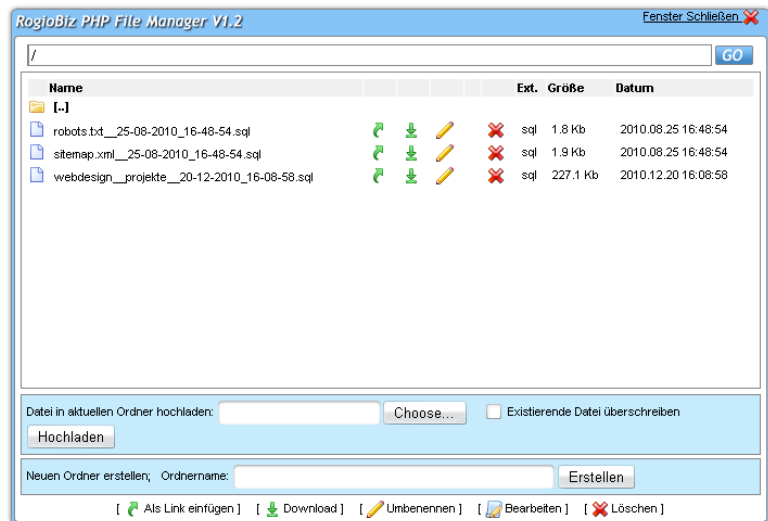 RogioBiz PHP File Manager V1.2
Fenster Schließen
/
GO
Name Ext. Größe Datum
[..]
robots.txt__25-08-2010_16-48-54.sql sql 1.8 Kb 2010.08.25 16:48:54
sitemap.xml__25-08-2010_16-48-54.sql sql 1.9 Kb 2010.08.25 16:48:54
webdesign__projekte__20-12-2010_16-08-58.sql sql 227.1 Kb 2010.12.20 16:08:58
Datei in aktuellen Ordner hochladen: Choose... Existierende Datei überschreiben
Hochladen
Neuen Ordner erstellen; Ordnername: Erstellen
[ Als Link einfügen ] [ Download ] [ Umbenennen ] [ Bearbeiten ] [ Löschen ]